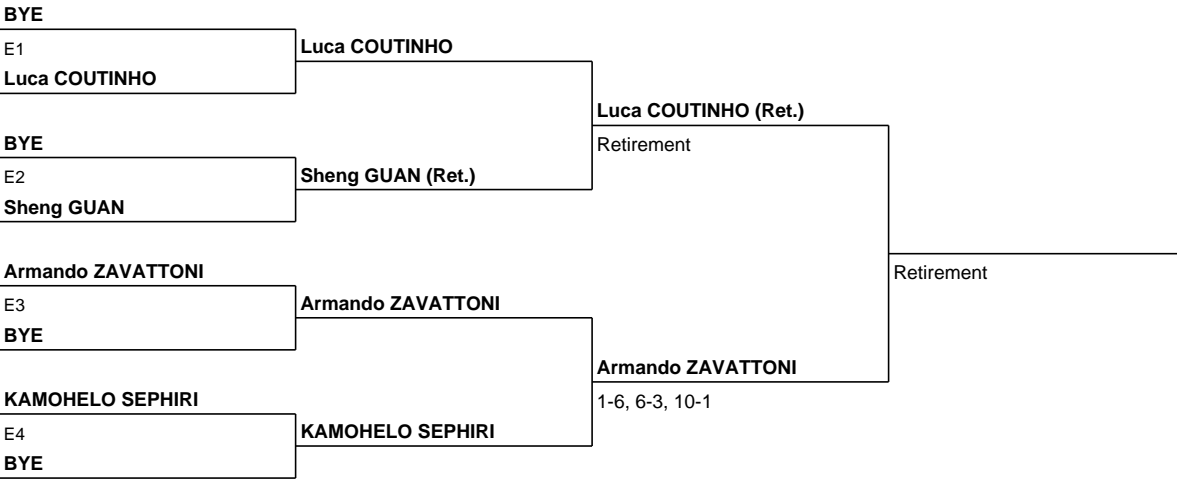 BYE
E1
Luca COUTINHO
Luca COUTINHO
Luca COUTINHO (Ret.)
Retirement
BYE
E2
Sheng GUAN (Ret.)
Sheng GUAN
Armando ZAVATTONI
Retirement
E3
Armando ZAVATTONI
BYE
Armando ZAVATTONI
1-6, 6-3, 10-1
KAMOHELO SEPHIRI
E4
KAMOHELO SEPHIRI
BYE